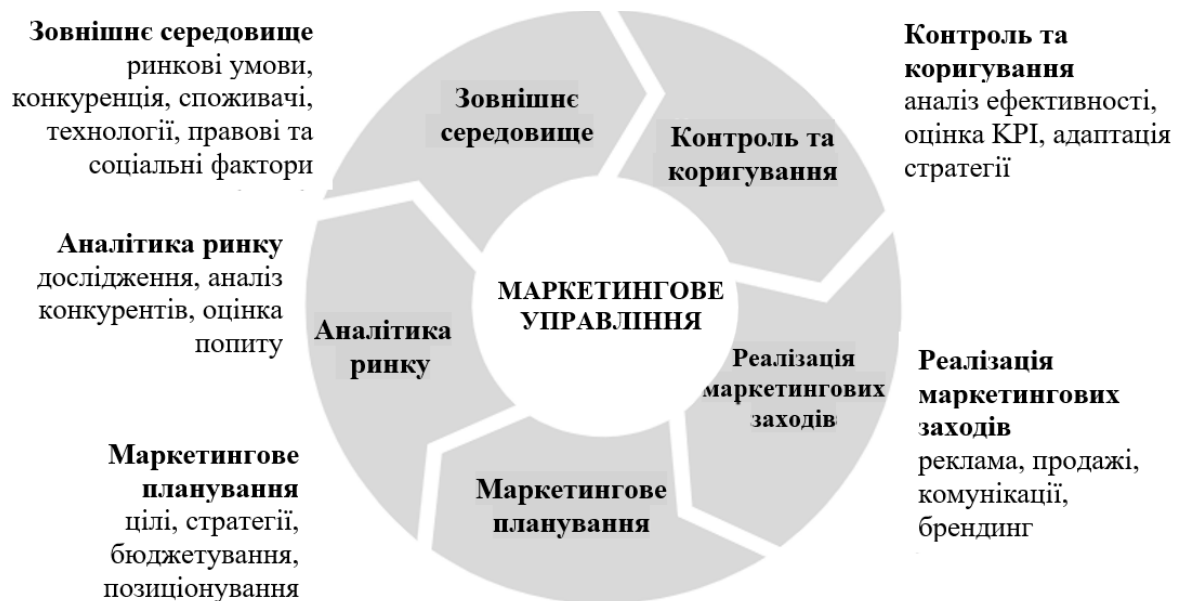 Зовнішнє середовище
ринкові умови,
конкуренція, споживачі,
технології, правові та
соціальні фактори
Аналітика ринку
дослідження, аналіз
конкурентів, оцінка
попиту
Маркетингове
планування
цілі, стратегії,
бюджетування,
позиціонування
Зовнішнє
середовище
Контроль та
коригування
Аналітика
ринку
МАРКЕТИНГОВЕ
УПРАВЛІННЯ
Реалізація
маркетингових
заходів
Маркетингове
планування
Контроль та
коригування
аналіз ефективності,
оцінка KPI, адаптація
стратегії
Реалізація
маркетингових
заходів
реклама, продажі,
комунікації,
брендинг